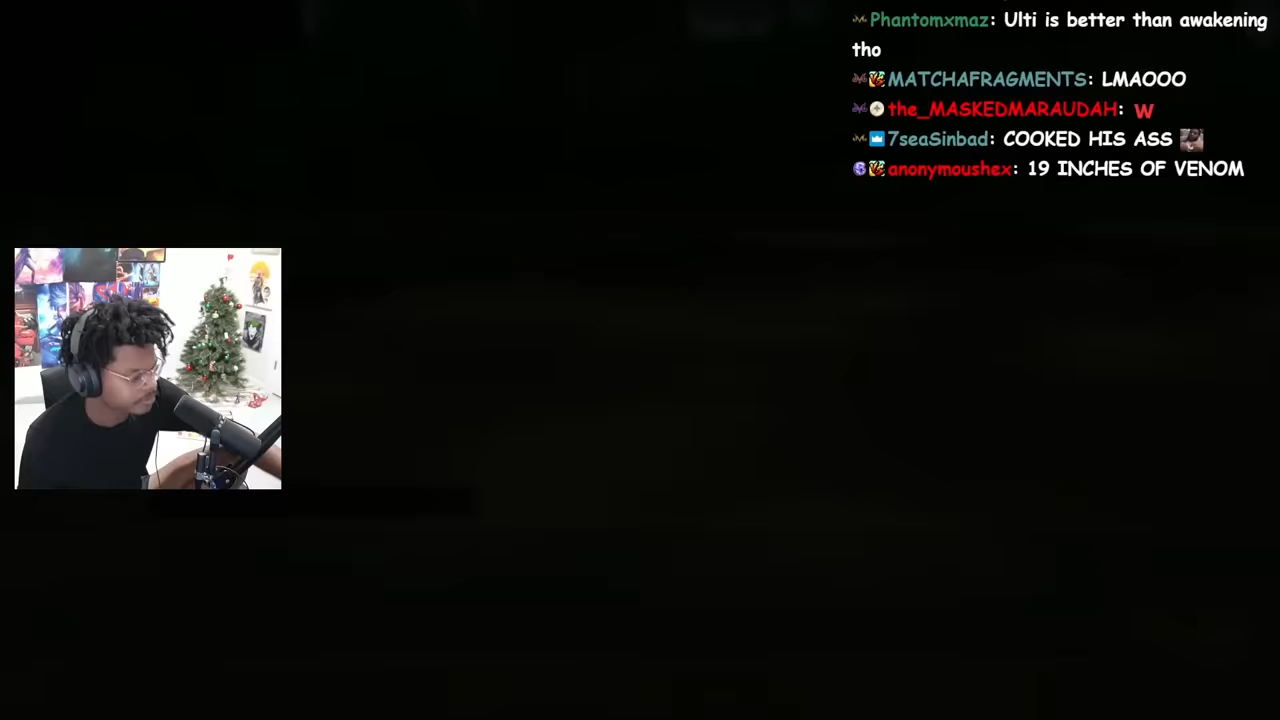 Phantomxmaz: Ulti is better than awakening
tho
MATCHAFRAGMENTS: LMAOOO
the_MASKEDMARAUDAH: W
7seaSinbad: COOKED HIS ASS
anonymoushex: 19 INCHES OF VENOM